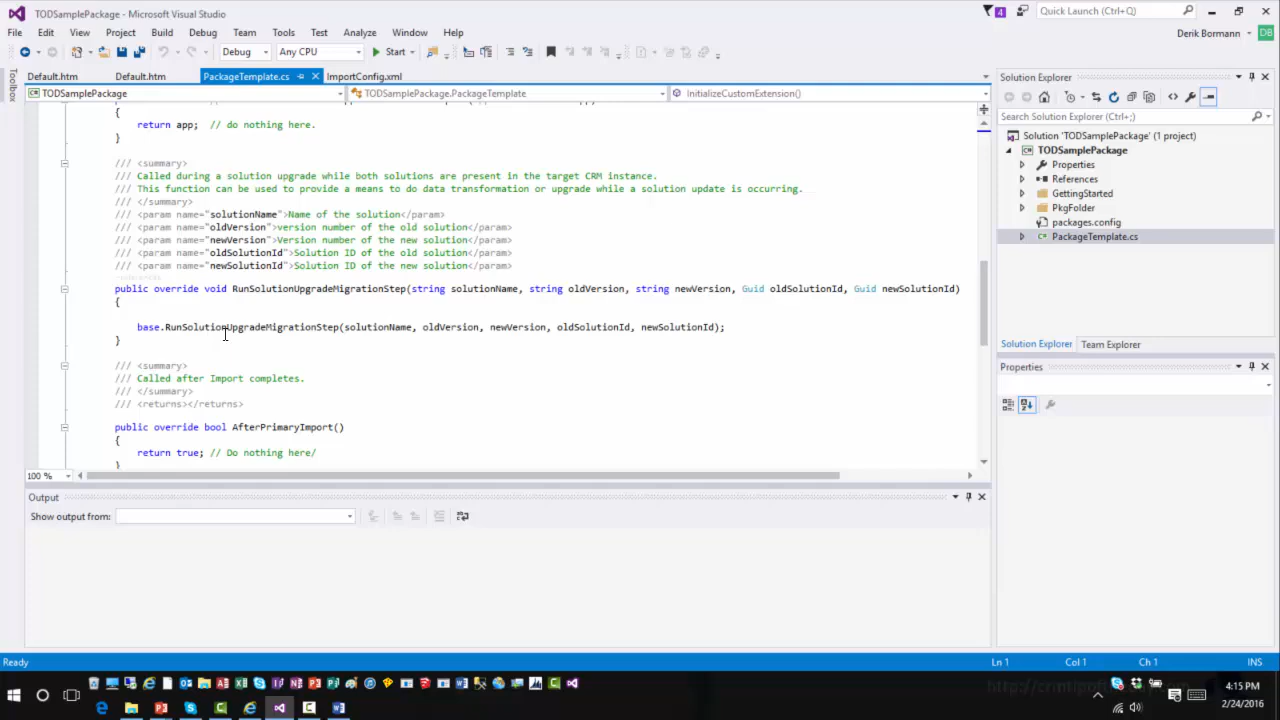 TODSamplePackage - Microsoft Visual Studio
4
Quick Launch (Ctrl+Q)
File Edit View Project Build Debug Team Tools Test Analyze Window Help
Derik Bormann
DB
Debug Any CPU Start
Toolbox
Default.htm Default.htm PackageTemplate.cs ImportConfig.xml
TODSamplePackage TODSamplePackage.PackageTemplate InitializeCustomExtension()
{
return app; // do nothing here.
}
/// <summary>
/// Called during a solution upgrade while both solutions are present in the target CRM instance.
/// This function can be used to provide a means to do data transformation or upgrade while a solution update is occurring.
/// </summary>
/// <param name="solutionName">Name of the solution</param>
/// <param name="oldVersion">version number of the old solution</param>
/// <param name="newVersion">Version number of the new solution</param>
/// <param name="oldSolutionId">Solution ID of the old solution</param>
/// <param name="newSolutionId">Solution ID of the new solution</param>
public override void RunSolutionUpgradeMigrationStep(string solutionName, string oldVersion, string newVersion, Guid oldSolutionId, Guid newSolutionId)
{
base.RunSolutionUpgradeMigrationStep(solutionName, oldVersion, newVersion, oldSolutionId, newSolutionId);
}
/// <summary>
/// Called after Import completes.
/// </summary>
/// <returns></returns>
public override bool AfterPrimaryImport()
{
return true; // Do nothing here/
}
100 %
Output
Show output from:
Solution Explorer
Search Solution Explorer (Ctrl+;)
Solution 'TODSamplePackage' (1 project)
TODSamplePackage
Properties
References
GettingStarted
PkgFolder
packages.config
PackageTemplate.cs
Solution Explorer Team Explorer
Properties
Ready Ln 1 Col 1 Ch 1 INS
4:15 PM
2/24/2016